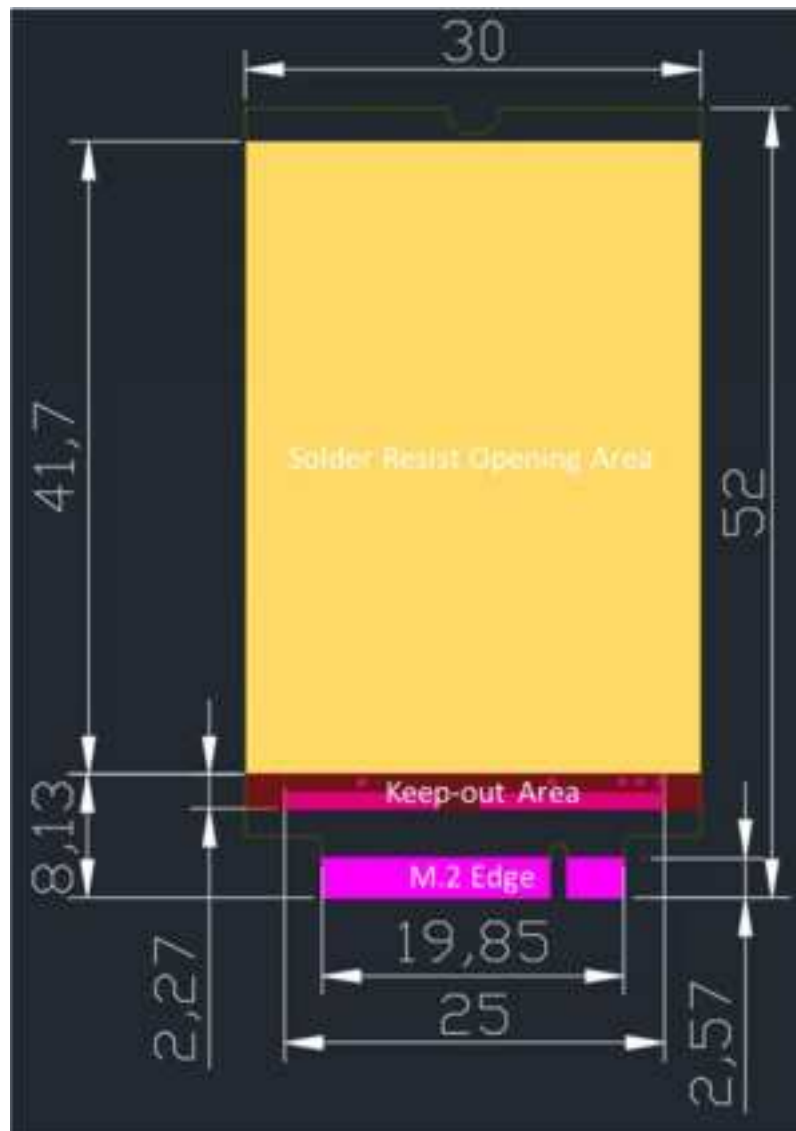 30
41,7
Solder Resist Opening Area
52
Keep-out Area
8,13
M.2 Edge
19,85
2,27
25
2,57